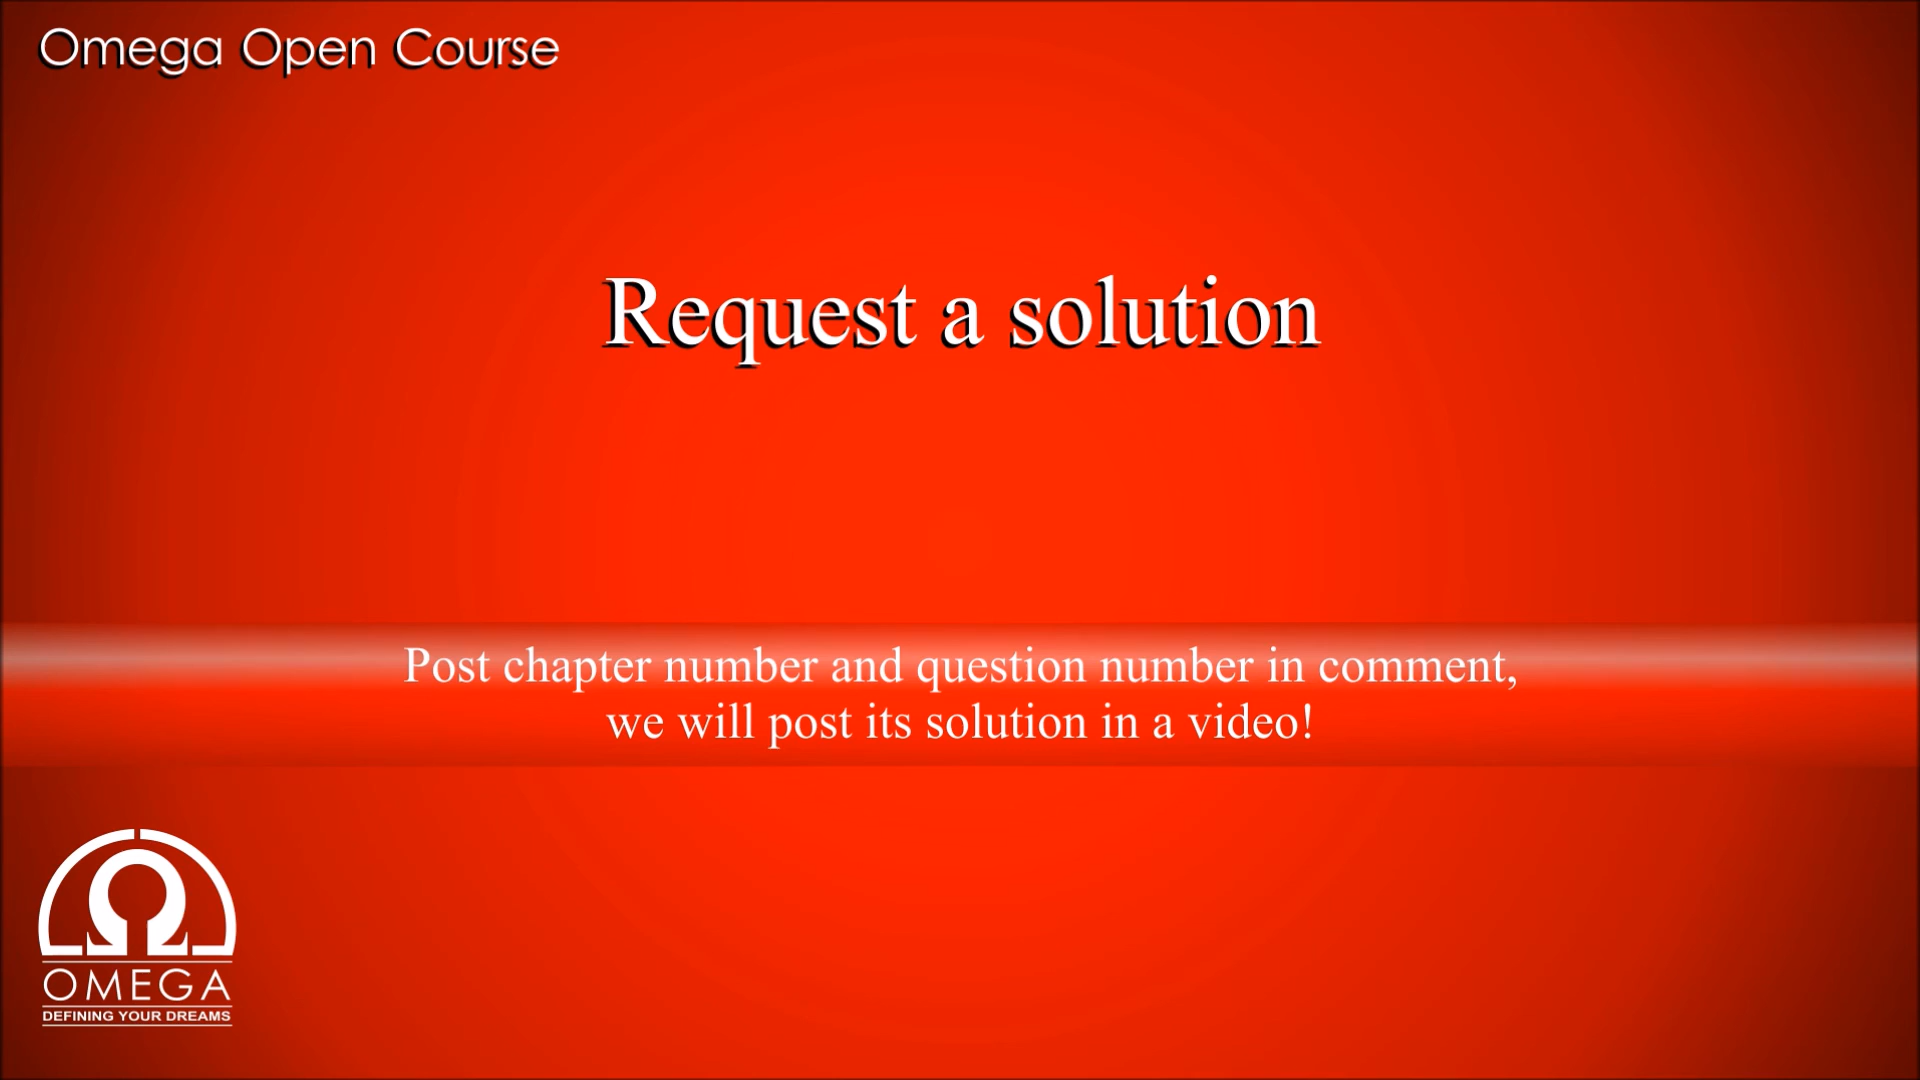 Omega Open Course
Request a solution
Post chapter number and question number in comment,
we will post its solution in a video!
OMEGA
DEFINING YOUR DREAMS